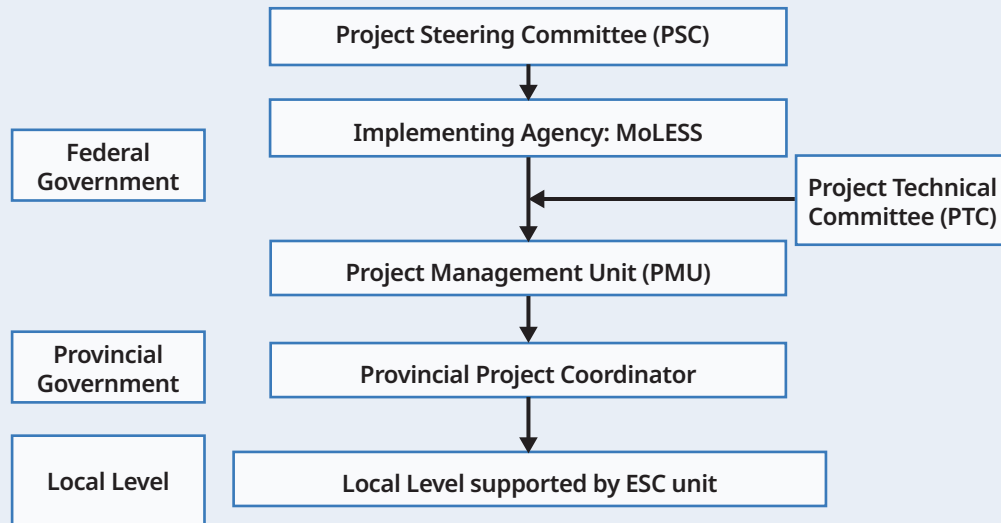 Project Steering Committee (PSC)
Implementing Agency: MoLESS
Federal
Government
Project Technical
Committee (PTC)
Project Management Unit (PMU)
Provincial
Government
Provincial Project Coordinator
Local Level
Local Level supported by ESC unit